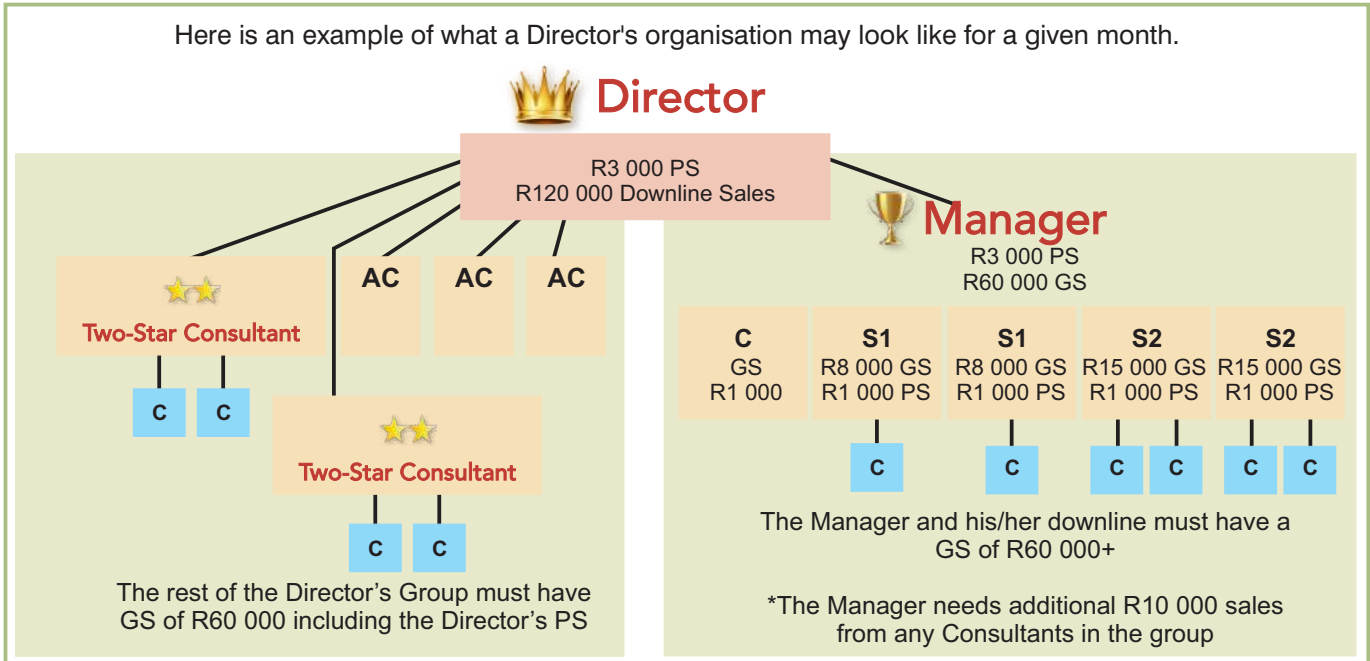 Here is an example of what a Director's organisation may look like for a given month.
Director
R3 000 PS
R120 000 Downline Sales
Two-Star Consultant
C
C
AC
AC
AC
Two-Star Consultant
C
C
The rest of the Director’s Group must have
GS of R60 000 including the Director’s PS
Manager
R3 000 PS
R60 000 GS
C
GS
R1 000
S1
R8 000 GS
R1 000 PS
S1
R8 000 GS
R1 000 PS
S2
R15 000 GS
R1 000 PS
S2
R15 000 GS
R1 000 PS
C
C
C
C
C
C
The Manager and his/her downline must have a
GS of R60 000+
*The Manager needs additional R10 000 sales
from any Consultants in the group